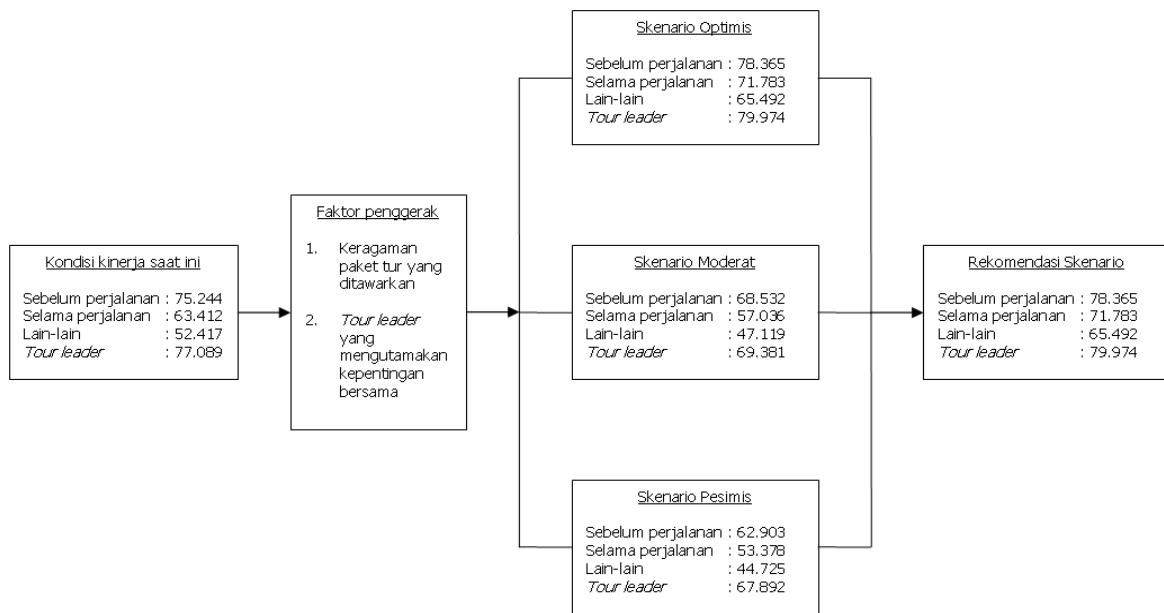 Kondisi kinerja saat ini
Sebelum perjalanan : 75.244
Selama perjalanan : 63.412
Lain-lain : 52.417
Tour leader : 77.089
Faktor penggerak
1. Keragaman
paket tur yang
ditawarkan
2. Tour leader
yang
mengutamakan
kepentingan
bersama
Skenario Optimis
Sebelum perjalanan : 78.365
Selama perjalanan : 71.783
Lain-lain : 65.492
Tour leader : 79.974
Skenario Moderat
Sebelum perjalanan : 68.532
Selama perjalanan : 57.036
Lain-lain : 47.119
Tour leader : 69.381
Skenario Pesimis
Sebelum perjalanan : 62.903
Selama perjalanan : 53.378
Lain-lain : 44.725
Tour leader : 67.892
Rekomendasi Skenario
Sebelum perjalanan : 78.365
Selama perjalanan : 71.783
Lain-lain : 65.492
Tour leader : 79.974